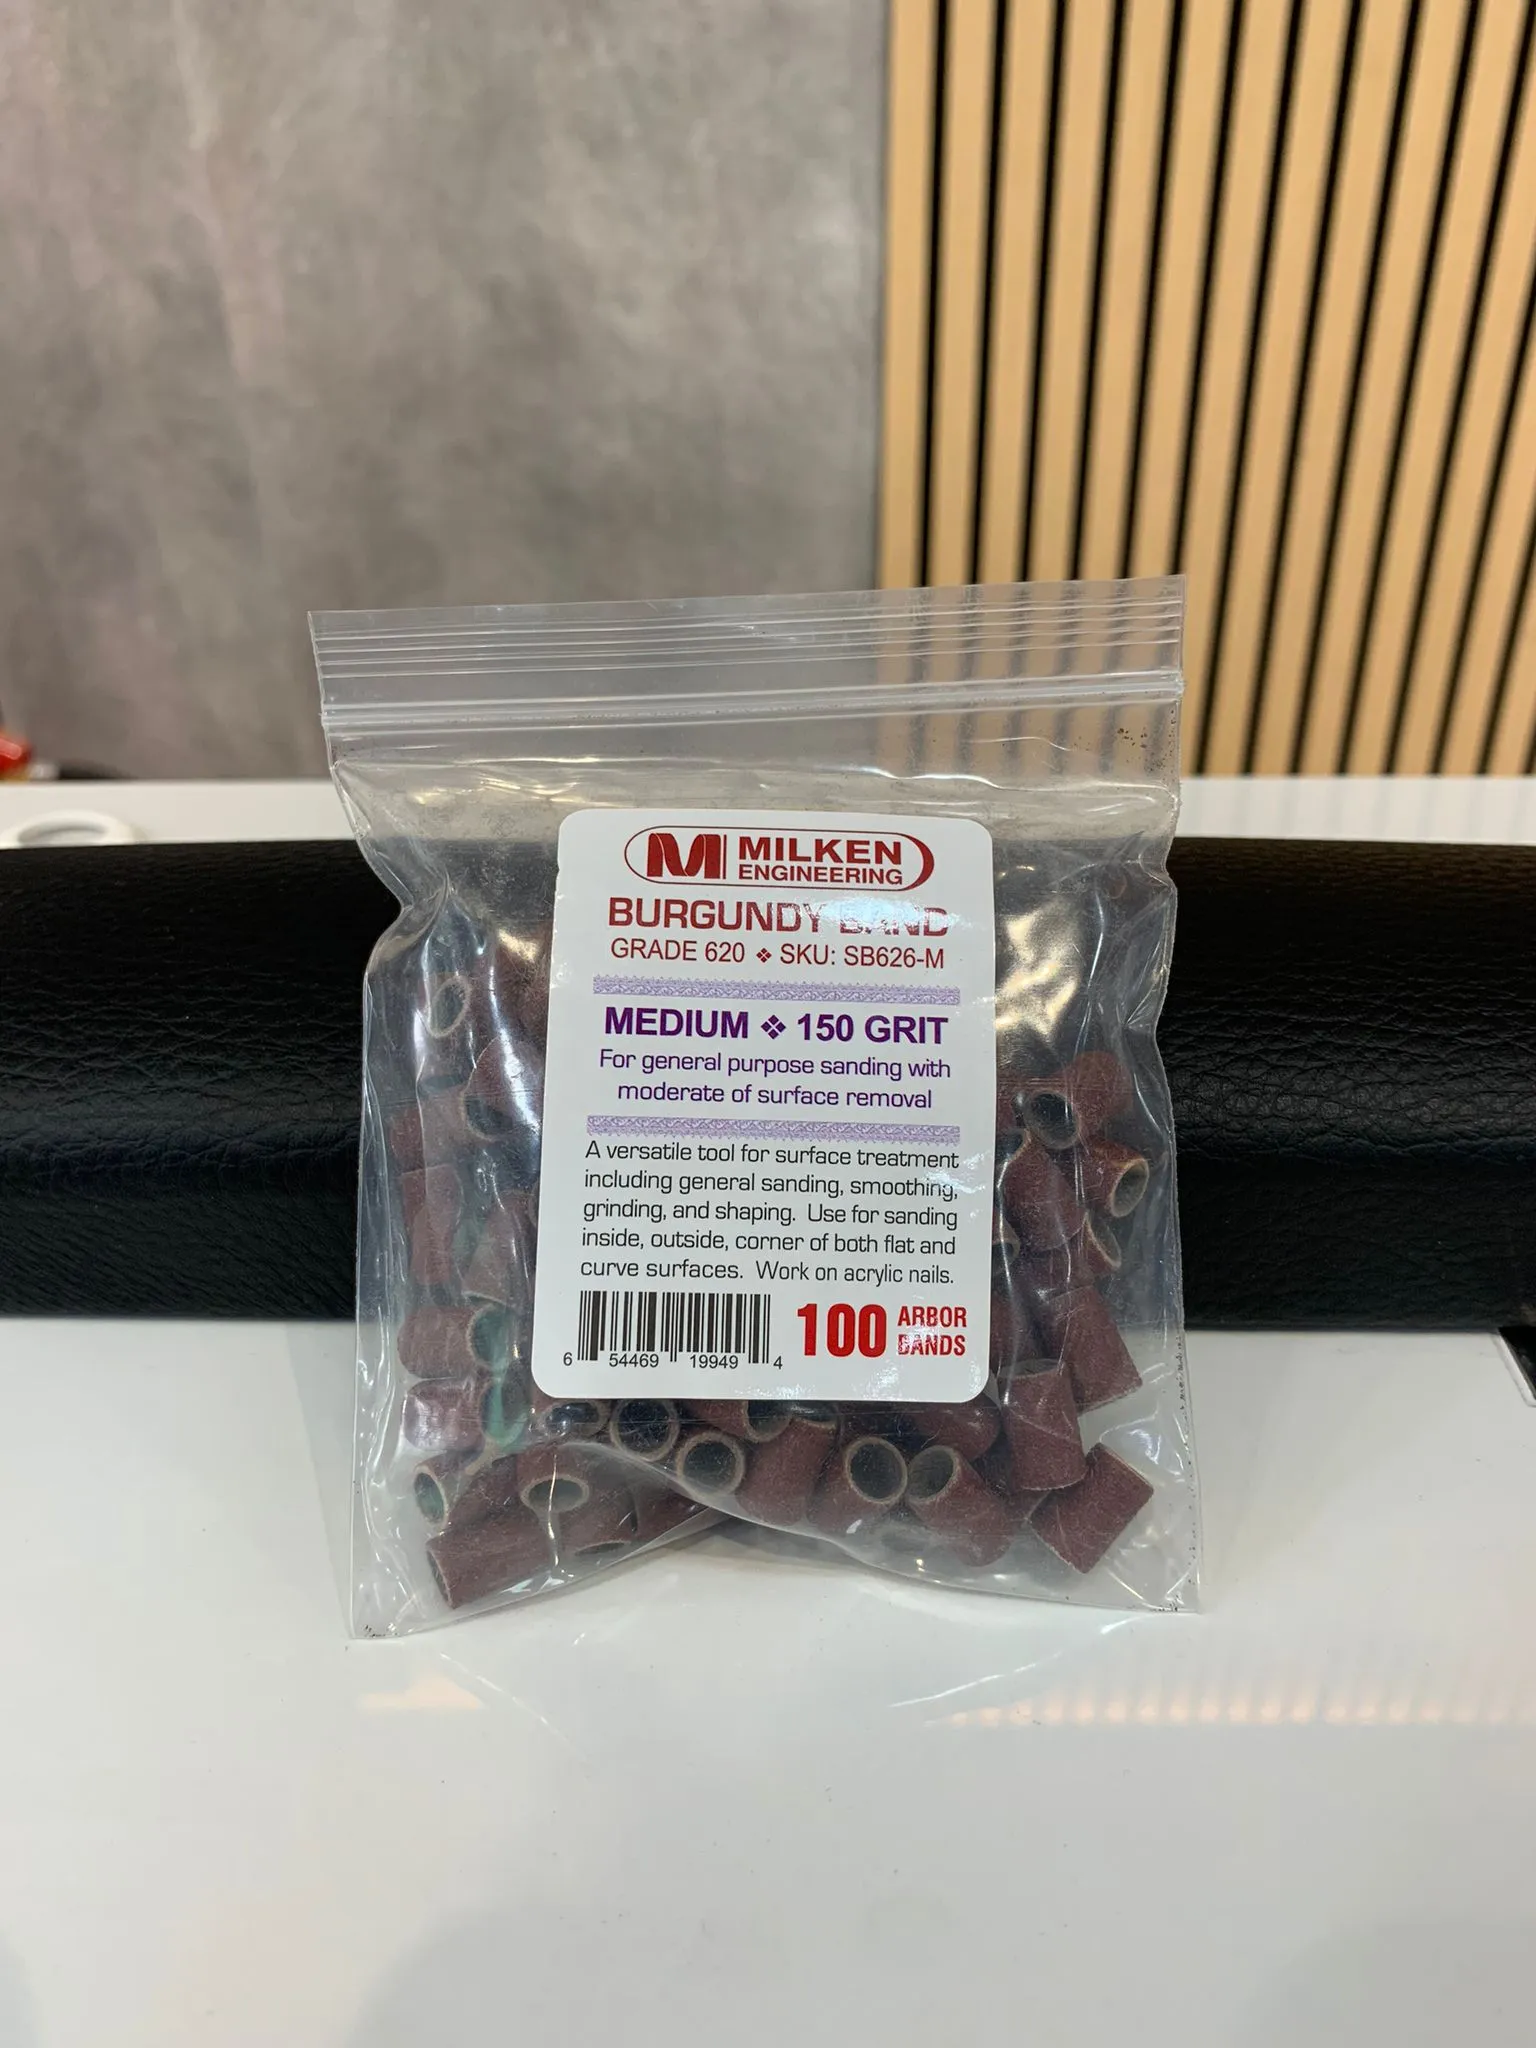 M MILKEN
ENGINEERING
BURGUNDY BAND
GRADE 620 ❖ SKU: SB626-M
MEDIUM ❖ 150 GRIT
For general purpose sanding with
moderate of surface removal
A versatile tool for surface treatment
including general sanding, smoothing,
grinding, and shaping. Use for sanding
inside, outside, corner of both flat and
curve surfaces. Work on acrylic nails.
100 ARBOR
BANDS
6 54469 19949 4